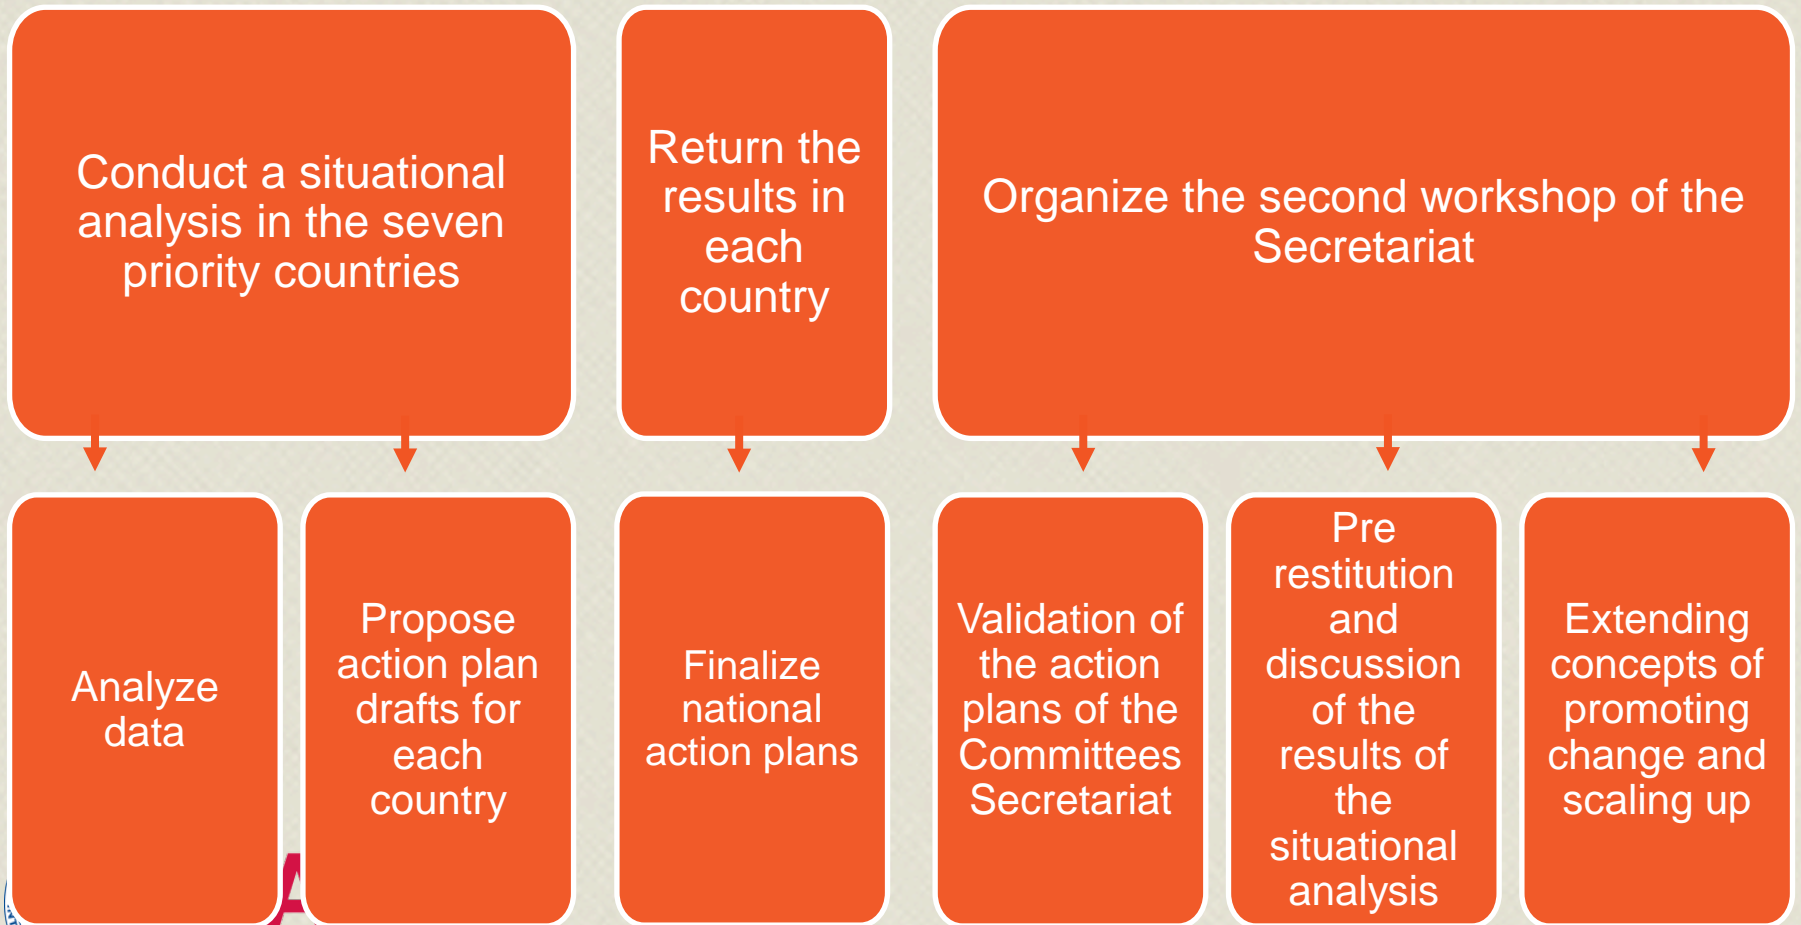 Conduct a situational
analysis in the seven
priority countries
Return the
results in
each
country
Organize the second workshop of the
Secretariat
Analyze
data
Propose
action plan
drafts for
each
country
Finalize
national
action plans
Validation of
the action
plans of the
Committees
Secretariat
Pre
restitution
and
discussion
of the
results of
the
situational
analysis
Extending
concepts of
promoting
change and
scaling up